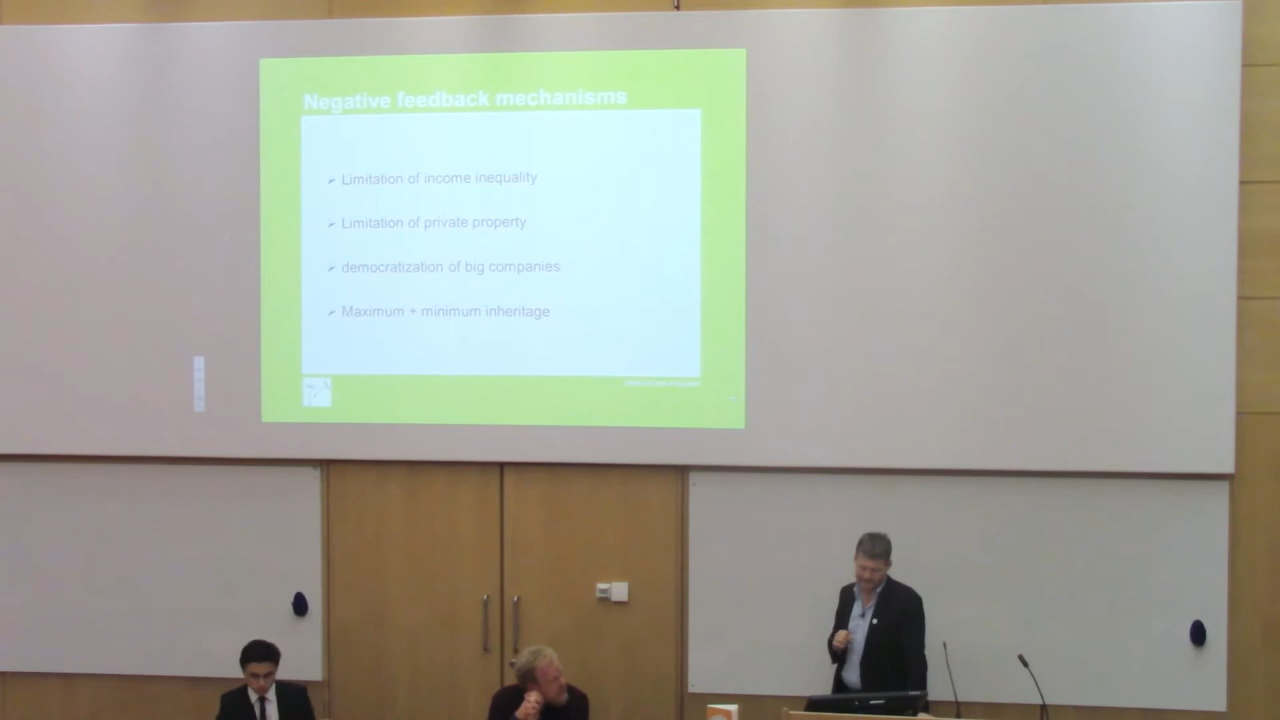 Negative feedback mechanisms
➢ Limitation of income inequality
➢ Limitation of private property
➢ democratization of big companies
➢ Maximum + minimum inheritage